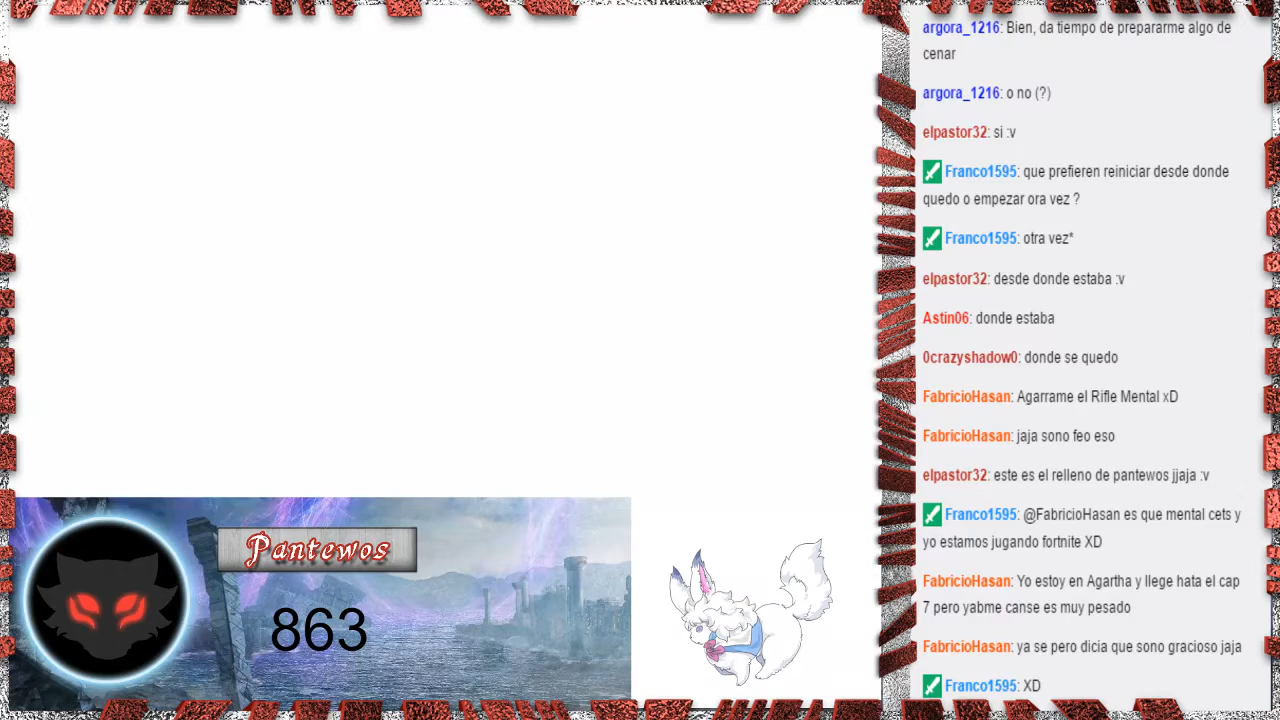 argora_1216: Bien, da tiempo de prepararme algo de
cenar
argora_1216: o no (?)
elpastor32: si :v
Franco1595: que prefieren reiniciar desde donde
quedo o empezar ora vez ?
Franco1595: otra vez*
elpastor32: desde donde estaba :v
Astin06: donde estaba
0crazyshadow0: donde se quedo
FabricioHasan: Agarrame el Rifle Mental xD
FabricioHasan: jaja sono feo eso
elpastor32: este es el relleno de pantewos jjaja :v
Franco1595: @FabricioHasan es que mental cets y
yo estamos jugando fortnite XD
FabricioHasan: Yo estoy en Agartha y llege hata el cap
7 pero yabme canse es muy pesado
FabricioHasan: ya se pero dicia que sono gracioso jaja
Franco1595: XD
Pantewos
863